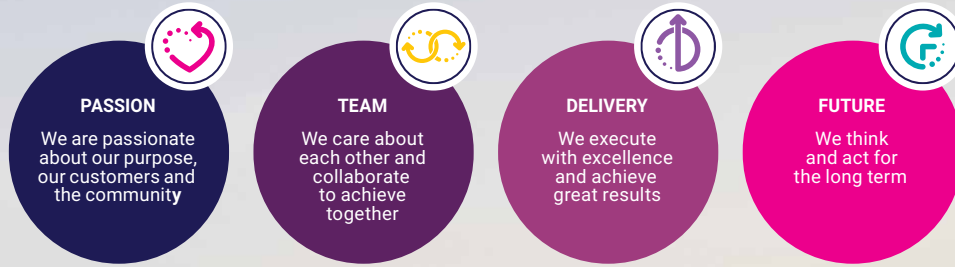 PASSION
We are passionate
about our purpose,
our customers and
the community
TEAM
We care about
each other and
collaborate
to achieve
together
DELIVERY
We execute
with excellence
and achieve
great results
FUTURE
We think
and act for
the long term